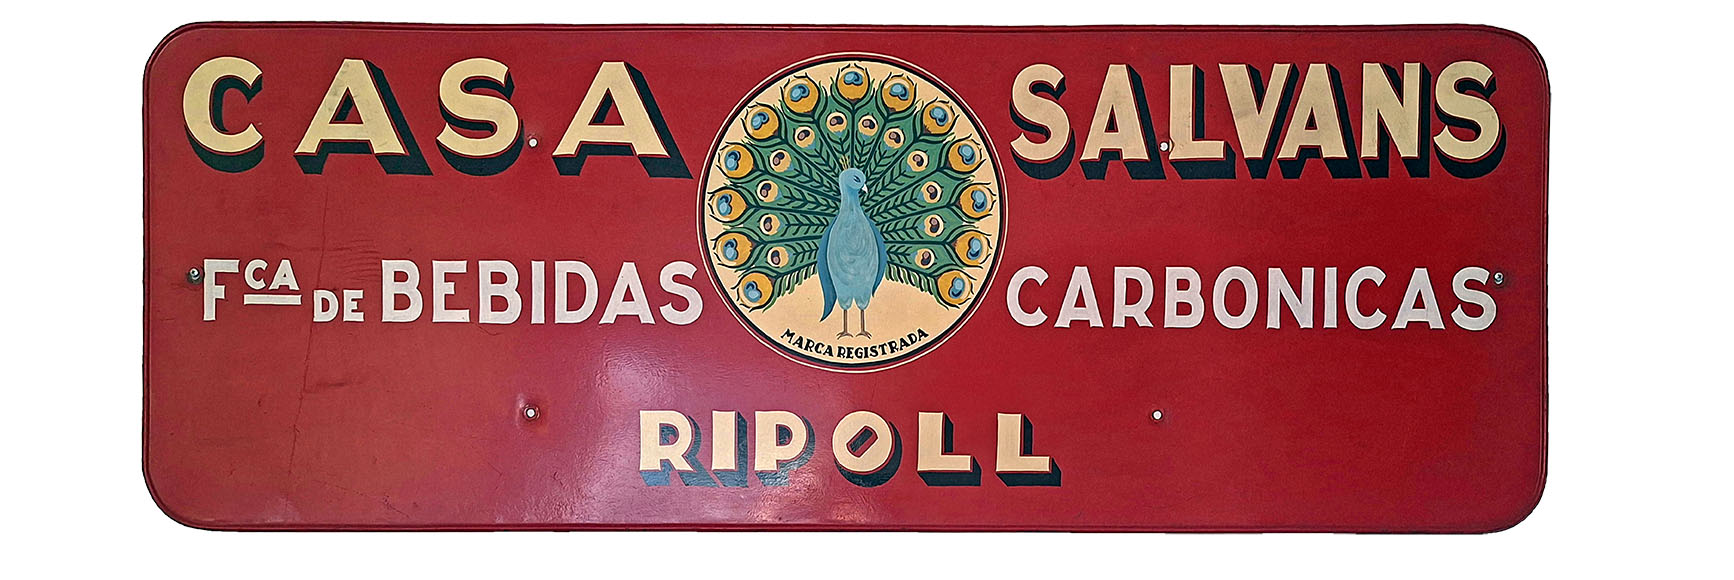 CASA SALVANS
Fca DE BEBIDAS CARBONICAS
MARCA REGISTRADA
RIPOLL